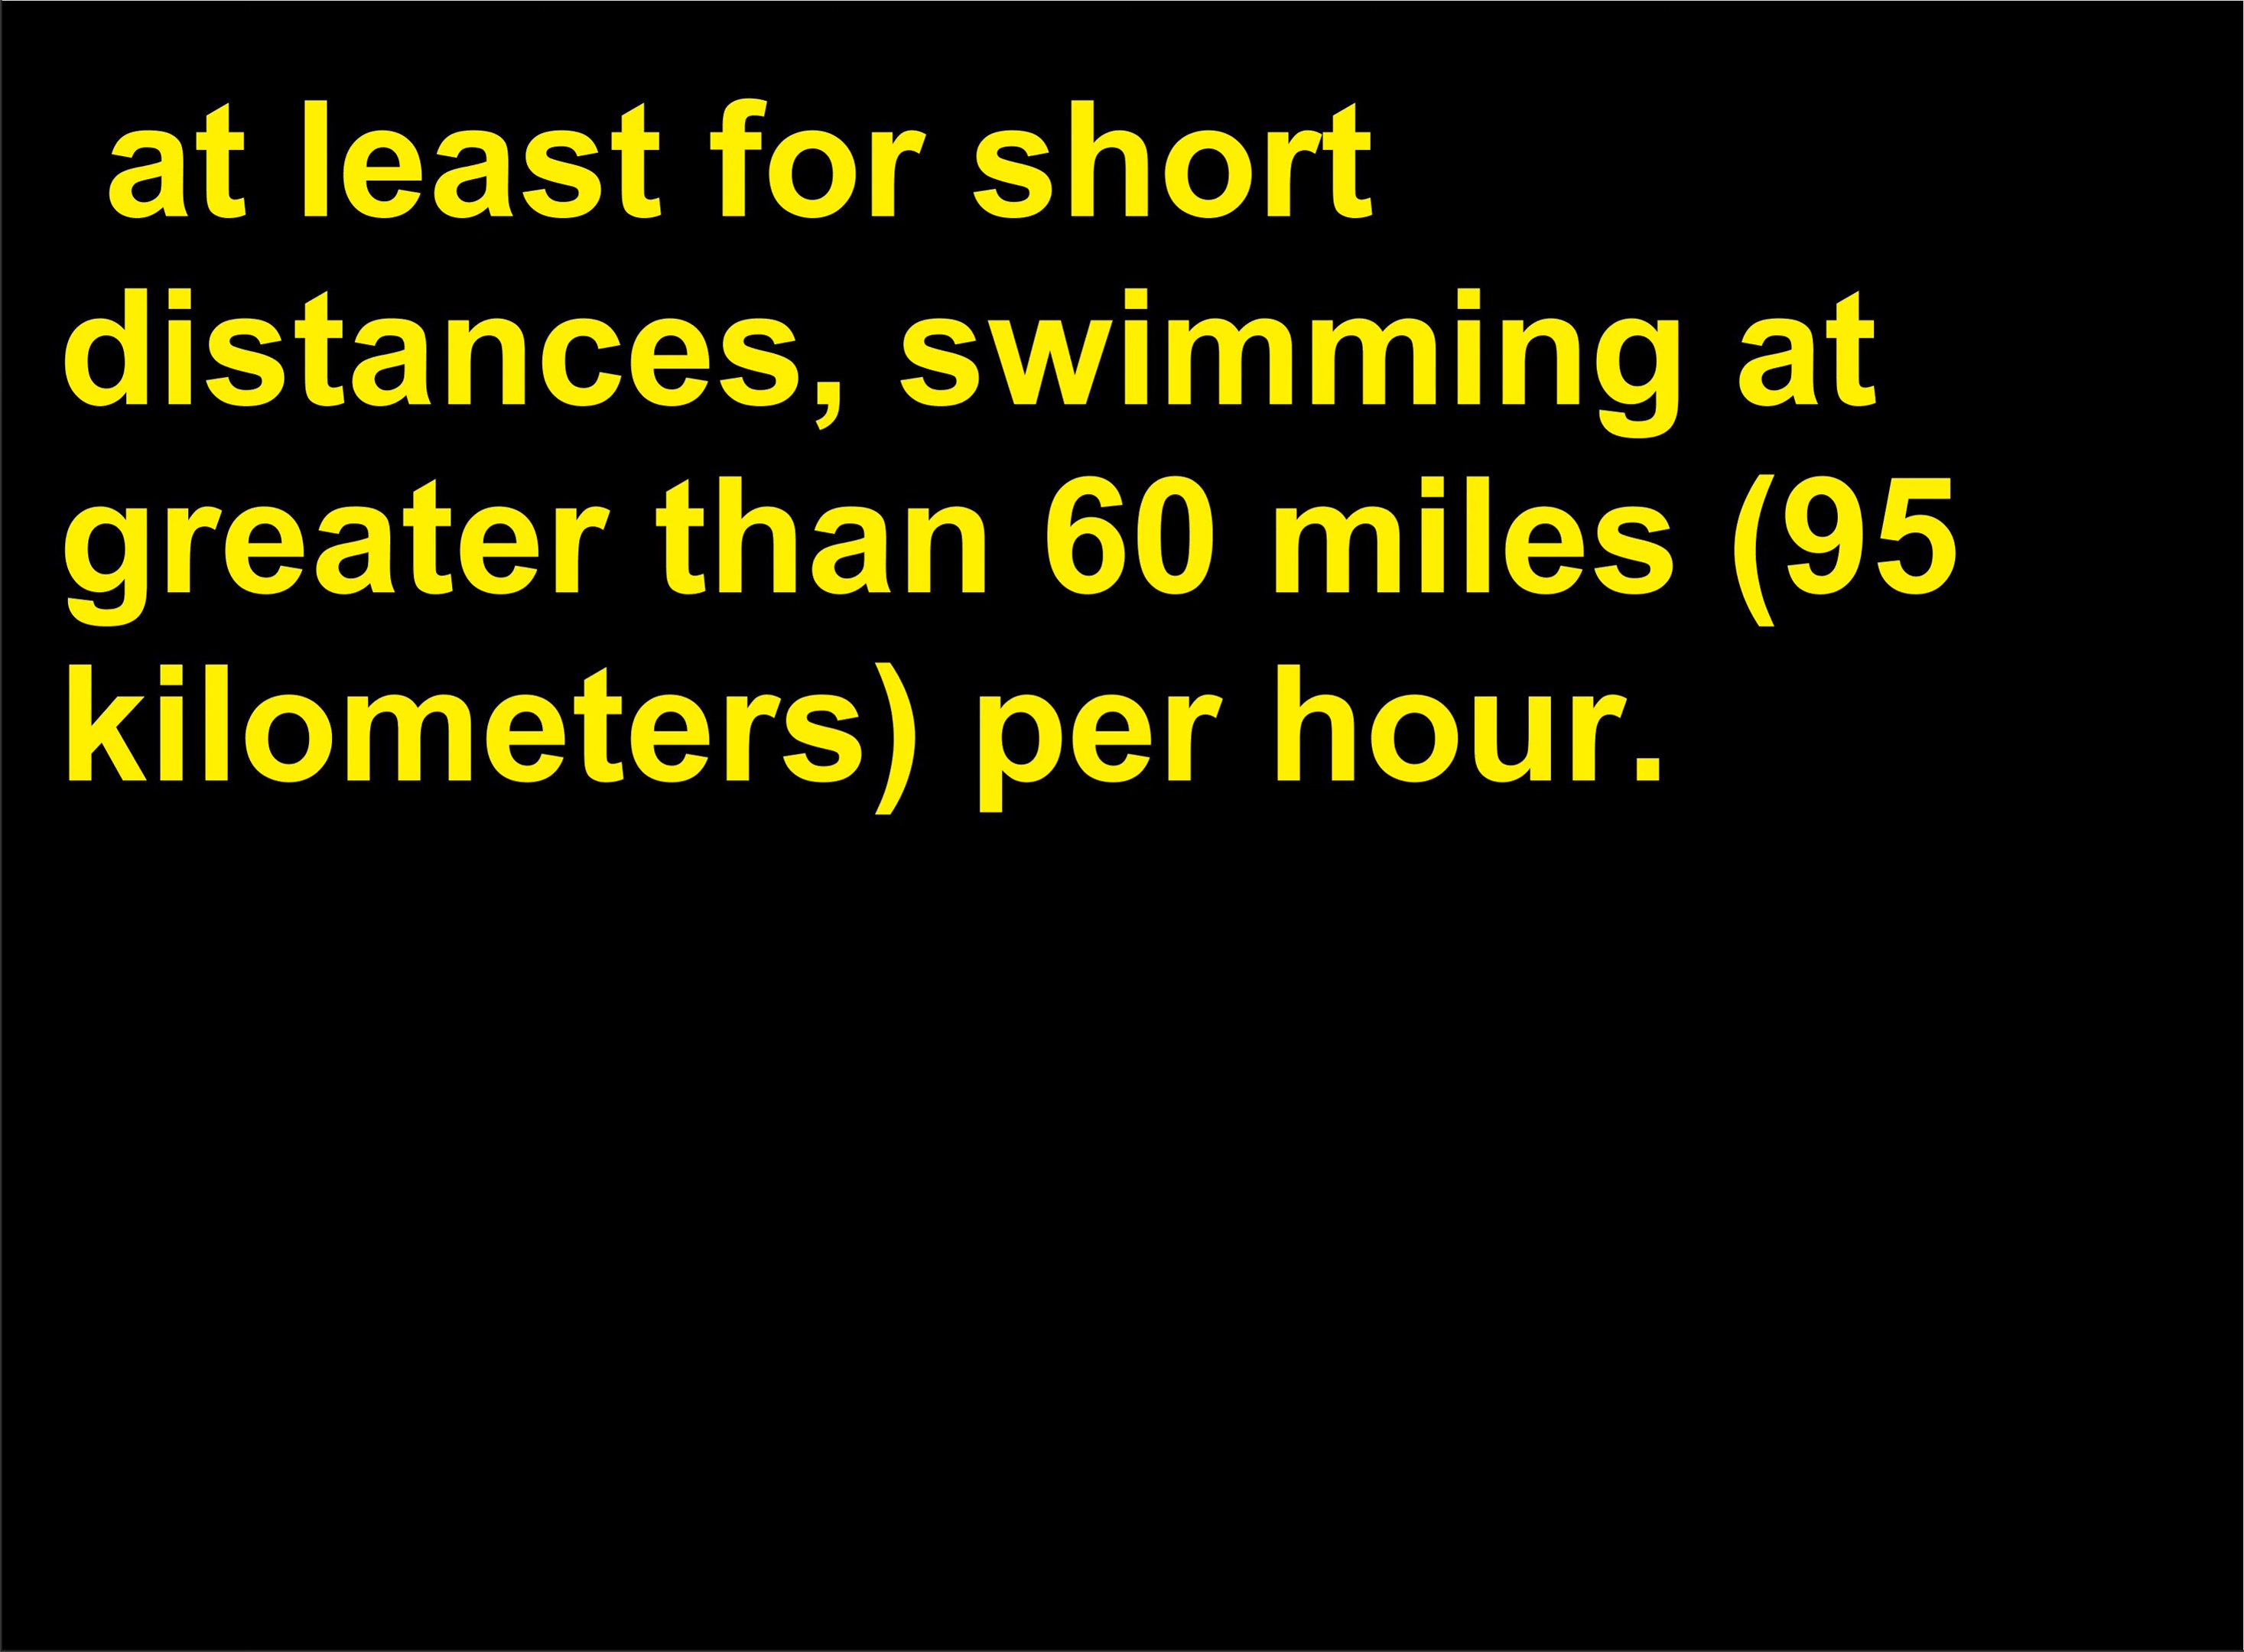 at least for short
distances, swimming at
greater than 60 miles (95
kilometers) per hour.